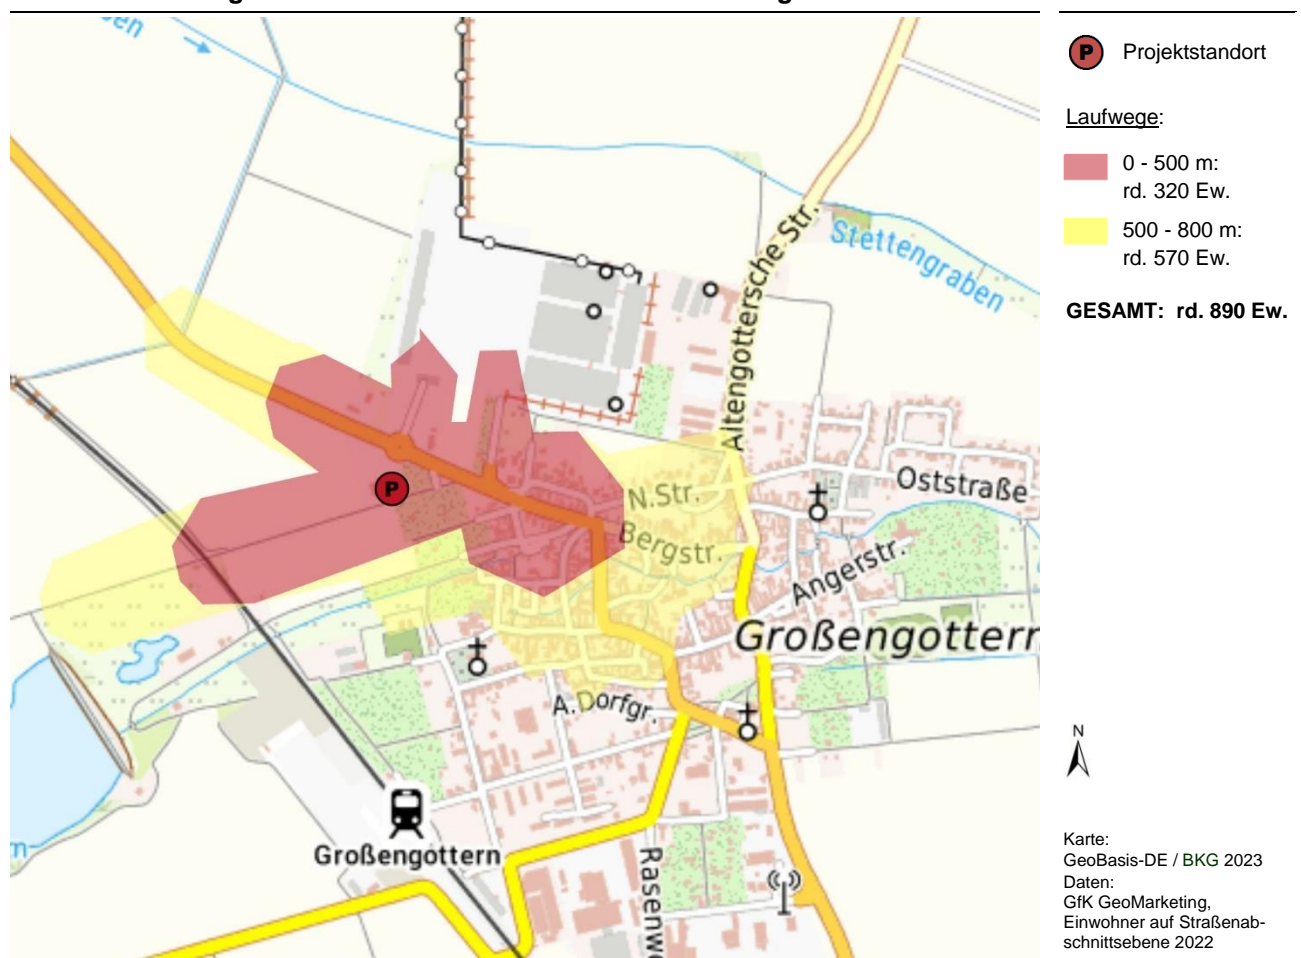 P
Projektstandort
Laufwege:
0 - 500 m:
rd. 320 Ew.
500 - 800 m:
rd. 570 Ew.
GESAMT: rd. 890 Ew.
Stettengraben
Altengottersche Str.
Oststraße
N.Str.
P
Bergstr.
Angerstr.
Großengottern
A.Dorfgr.
Großengottern
Rasenwe
N
Karte:
GeoBasis-DE / BKG 2023
Daten:
GfK GeoMarketing,
Einwohner auf Straßenab-
schnittsebene 2022